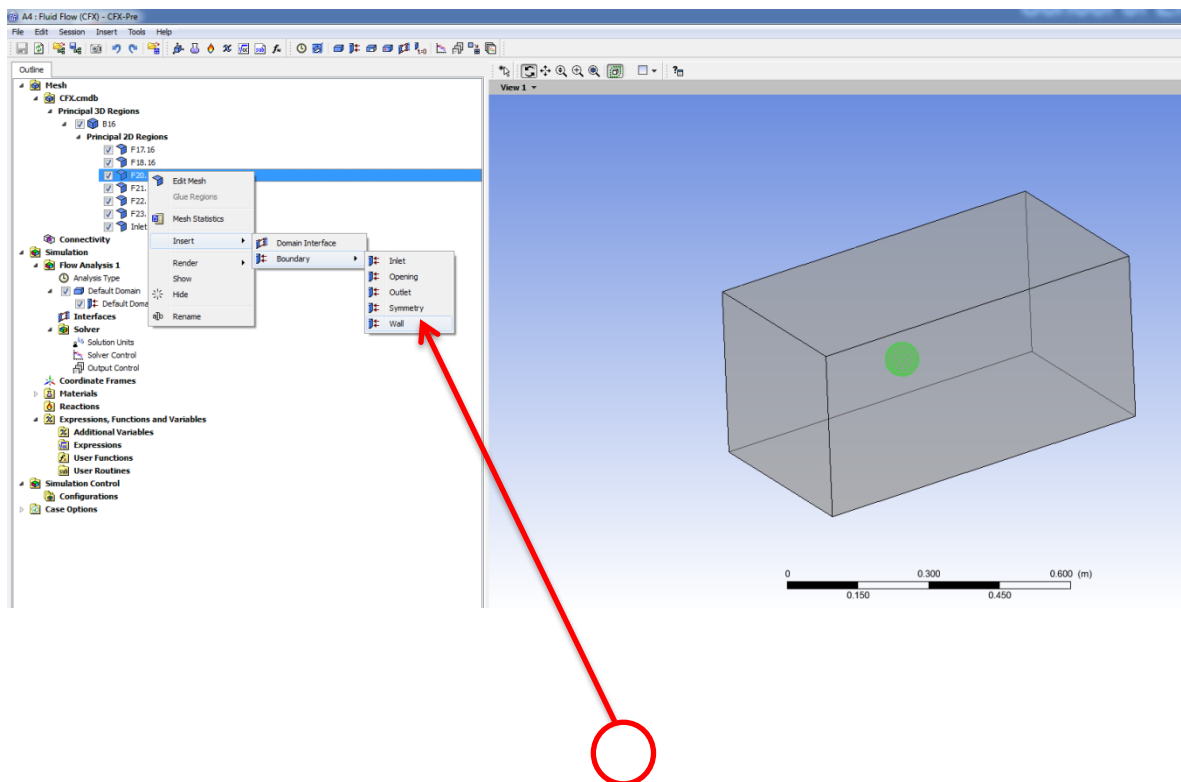 A4 : Fluid Flow (CFX) - CFX-Pre
File Edit Session Insert Tools Help
Outline
Mesh
CFX.cmdb
Principal 3D Regions
B16
Principal 2D Regions
F17.16
F18.16
F20.
F21.
F22.
F23.
Inlet
Connectivity
Simulation
Flow Analysis 1
Analysis Type
Default Domain
Default Doma
Interfaces
Solver
Solution Units
Solver Control
Output Control
Coordinate Frames
Materials
Reactions
Expressions, Functions and Variables
Additional Variables
Expressions
User Functions
User Routines
Simulation Control
Configurations
Case Options
Edit Mesh
Glue Regions
Mesh Statistics
Insert
Render
Show
Hide
Rename
Domain Interface
Boundary
Inlet
Opening
Outlet
Symmetry
Wall
View 1
0 0.300 0.600 (m)
0.150 0.450